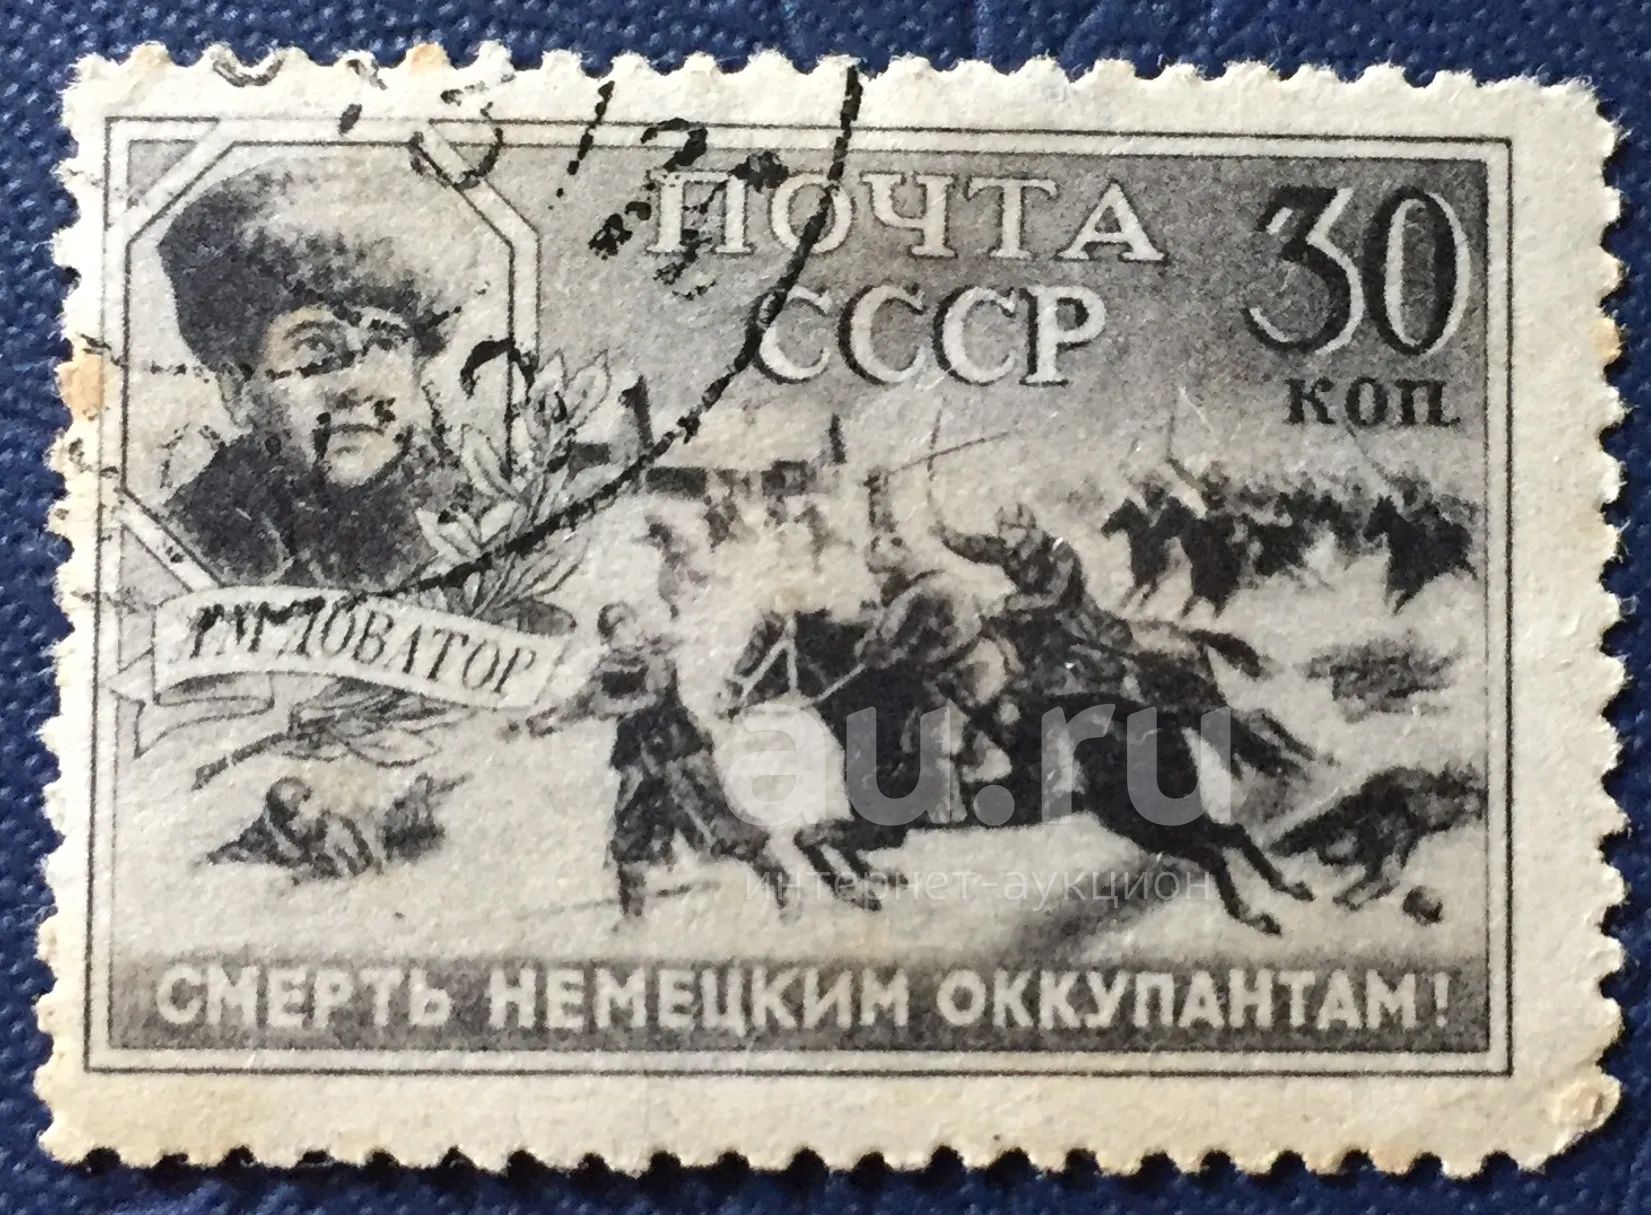 ПОЧТА
СССР
30
коп.
Л.М.ДОВАТОР
au.ru
интернет-аукцион
СМЕРТЬ НЕМЕЦКИМ ОККУПАНТАМ!